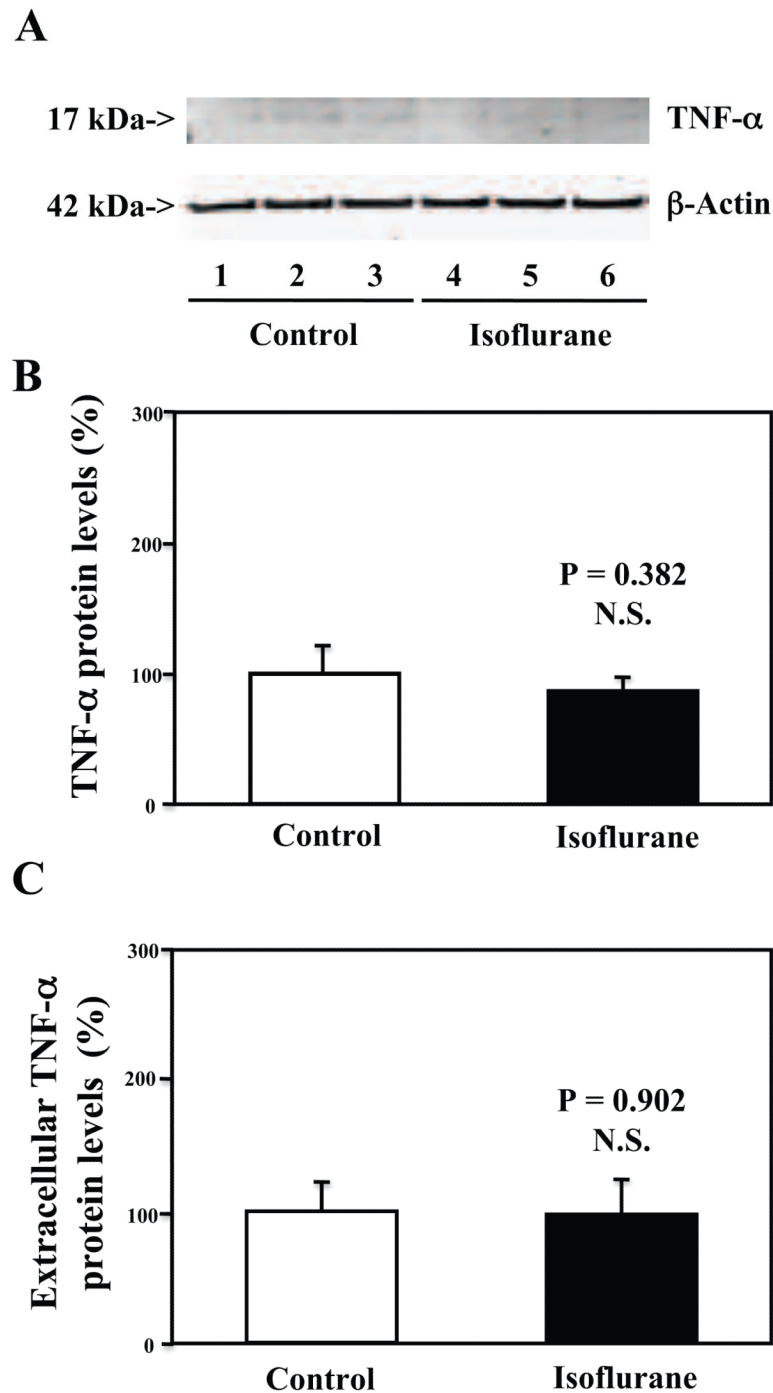 A
17 kDa->
TNF-α
42 kDa->
β-Actin
1 2 3 4 5 6
Control Isoflurane
B
TNF-α protein levels (%)
300
200
100
0
P = 0.382
N.S.
Control Isoflurane
C
Extracellular TNF-α
protein levels (%)
300
200
100
0
P = 0.902
N.S.
Control Isoflurane